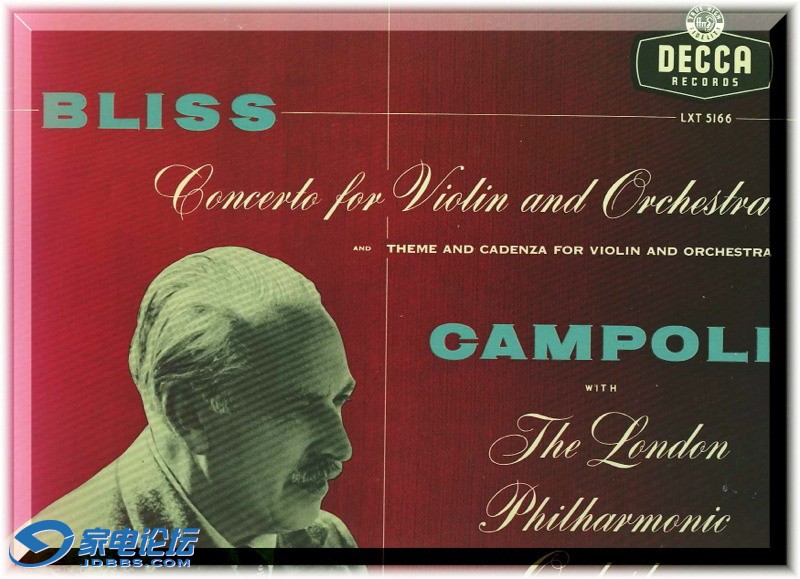 DECCA
RECORDS
BLISS
LXT 5166
Concerto for Violin and Orchestra
AND THEME AND CADENZA FOR VIOLIN AND ORCHESTRA
CAMPOLI
WITH
The London
Philharmonic
家电论坛
JDBBS.COM